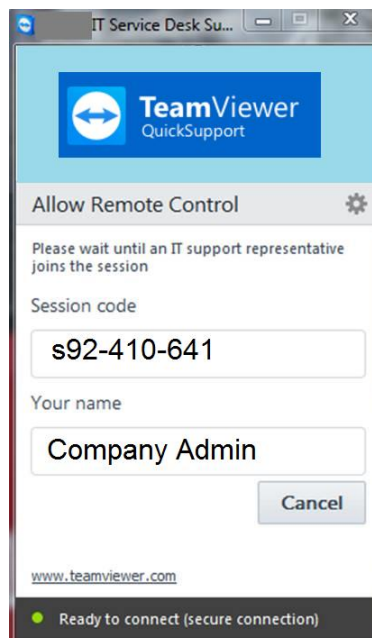 IT Service Desk Su...
TeamViewer
QuickSupport
Allow Remote Control
Please wait until an IT support representative
joins the session
Session code
s92-410-641
Your name
Company Admin
Cancel
www.teamviewer.com
Ready to connect (secure connection)